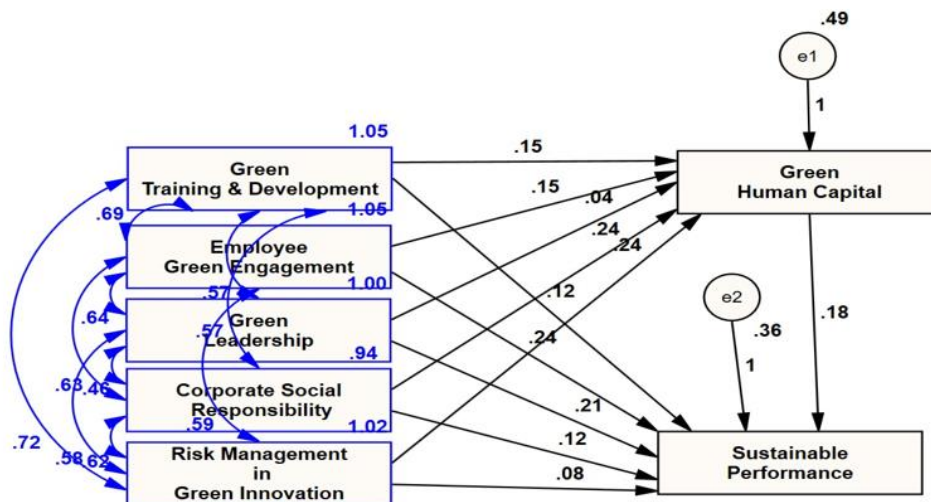 .49
e1
1
1.05
Green
Training & Development
.15
Green
Human Capital
.15
.04
1.05
.69
Employee
Green Engagement
.24
.24
1.00
.57
.12
e2
.36
.18
.64
Green
Leadership
.57
.24
1
.94
.63
.46
Corporate Social
Responsibility
.21
.59
1.02
.12
.72
.58
.62
Risk Management
in
Green Innovation
.08
Sustainable
Performance